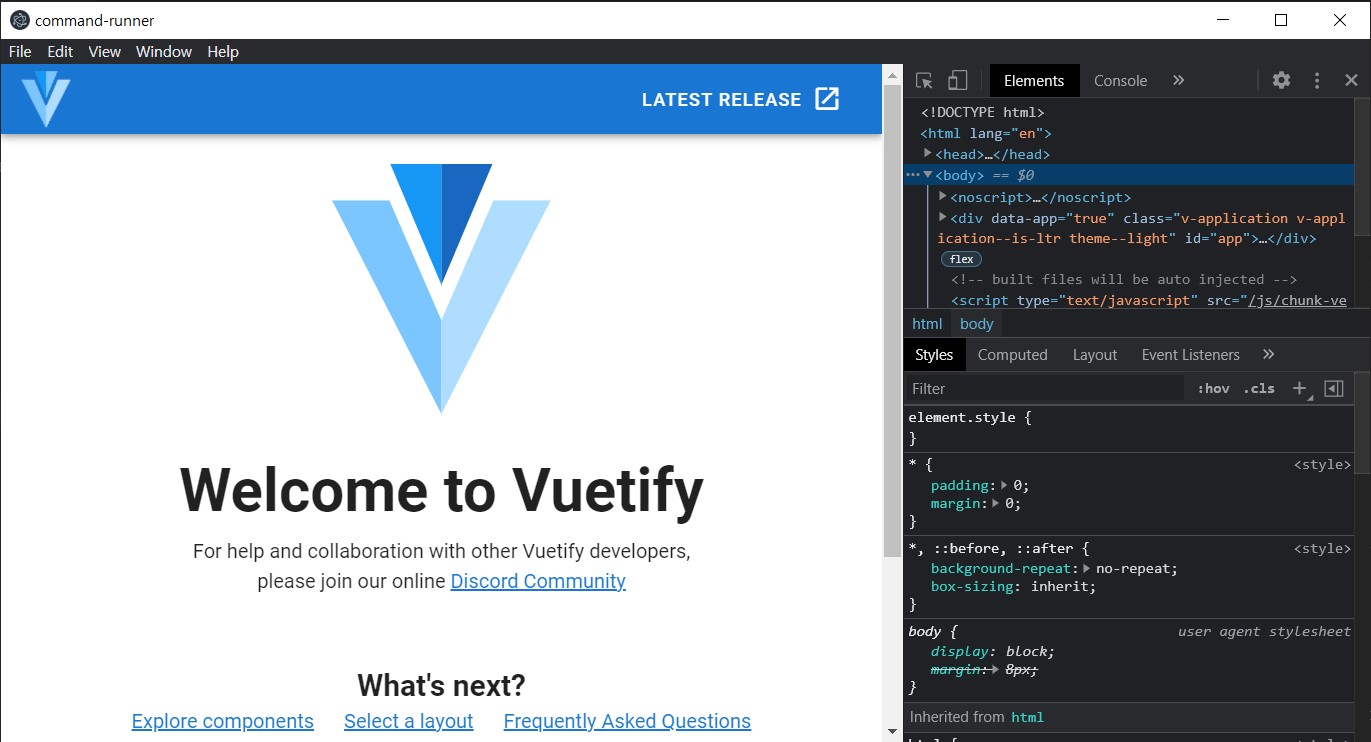 command-runner
File Edit View Window Help
LATEST RELEASE
Welcome to Vuetify
For help and collaboration with other Vuetify developers,
please join our online Discord Community
What's next?
Explore components Select a layout Frequently Asked Questions
Elements Console »
<!DOCTYPE html>
<html lang="en">
<head>…</head>
<body> == $0
<noscript>…</noscript>
<div data-app="true" class="v-application v-appl
ication--is-ltr theme--light" id="app">…</div>
flex
<!-- built files will be auto injected -->
<script type="text/javascript" src="/js/chunk-ve
html body
Styles Computed Layout Event Listeners »
Filter :hov .cls +
element.style {
}
* { <style>
padding: 0;
margin: 0;
}
*, ::before, ::after { <style>
background-repeat: no-repeat;
box-sizing: inherit;
}
body { user agent stylesheet
display: block;
margin: 8px;
}
Inherited from html